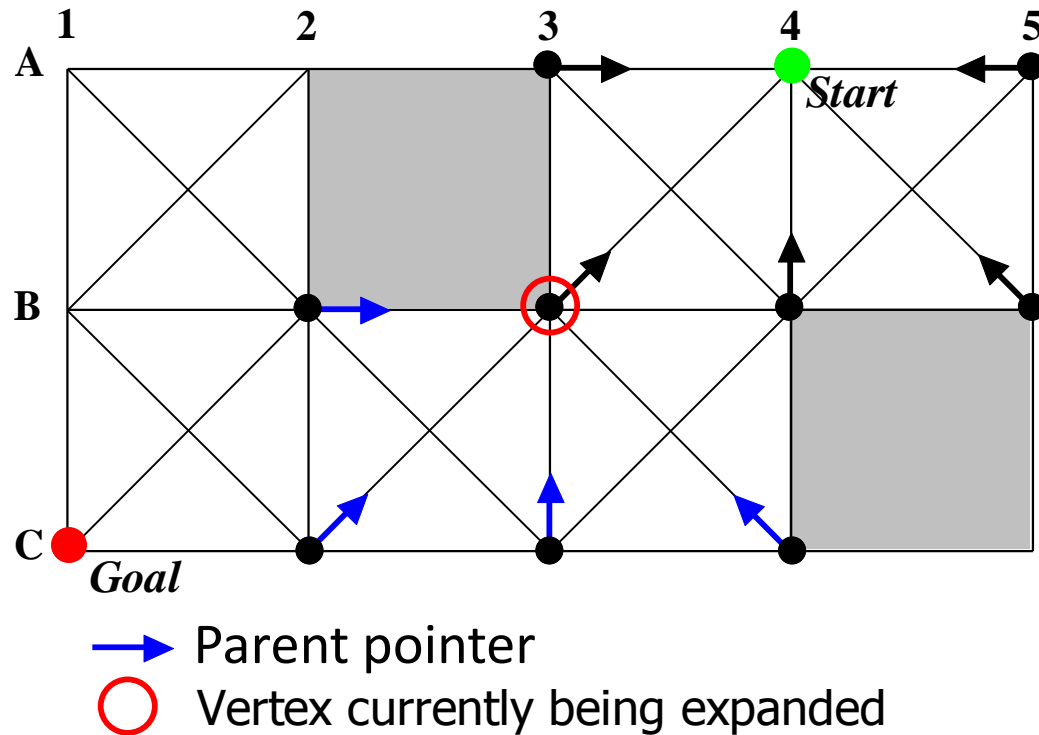 1 2 3 4 5
A
Start
B
C
Goal
Parent pointer
Vertex currently being expanded